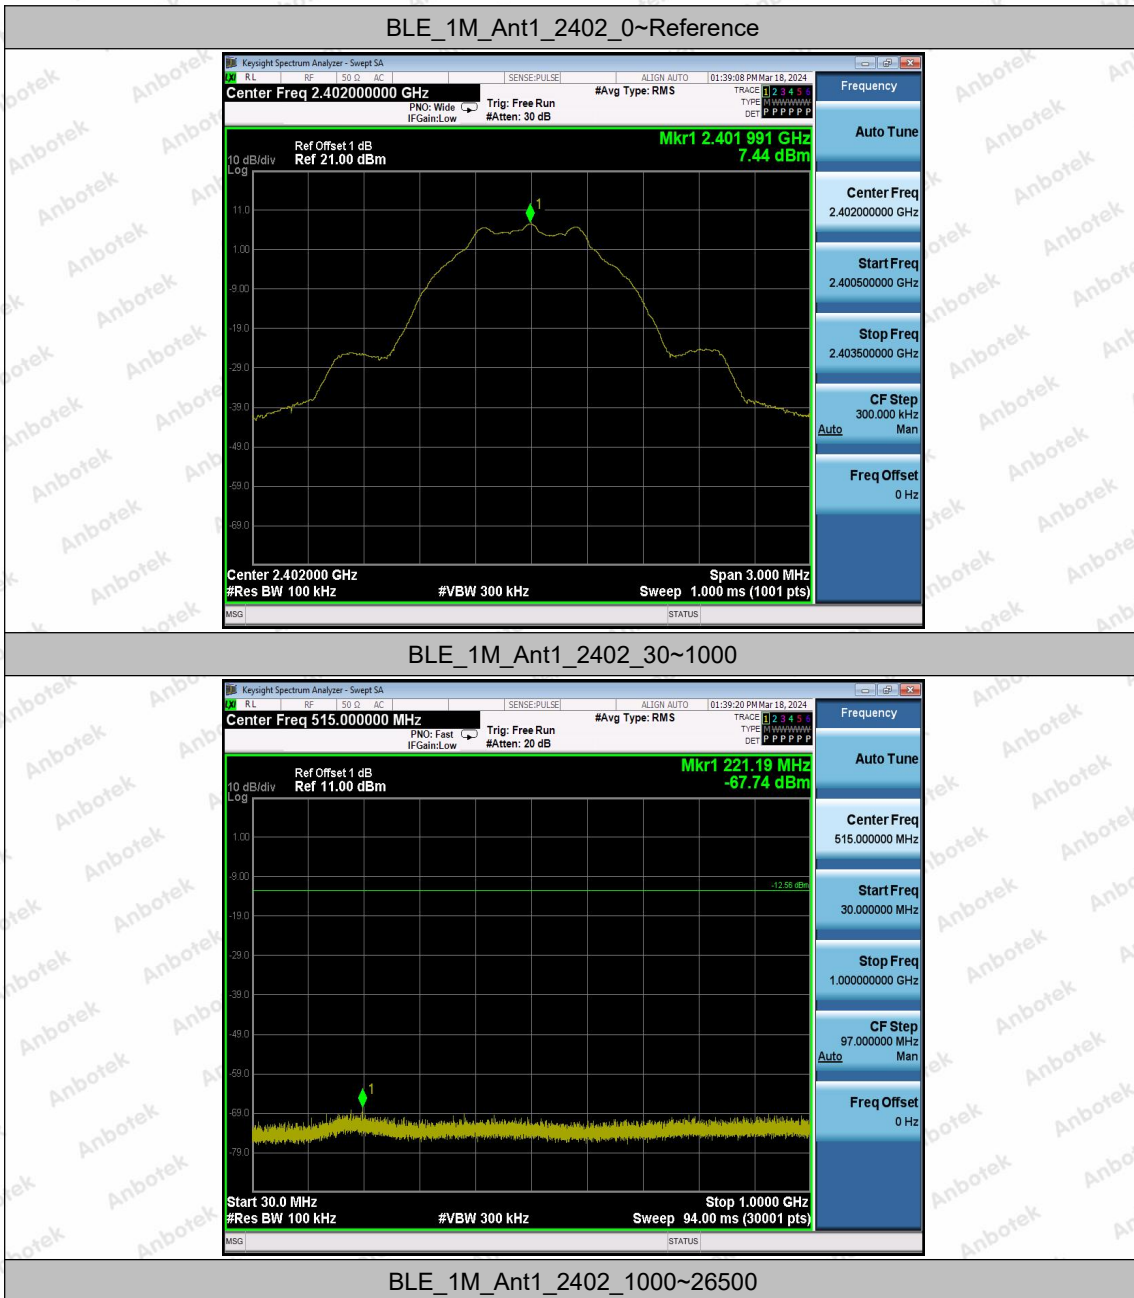 BLE_1M_Ant1_2402_0~Reference
Keysight Spectrum Analyzer - Swept SA
LXI RL RF 50 Ω AC SENSE:PULSE ALIGN AUTO 01:39:08 PM Mar 18, 2024
Center Freq 2.402000000 GHz
PNO: Wide
IFGain:Low
Trig: Free Run
#Atten: 30 dB
#Avg Type: RMS
TRACE 1 2 3 4 5 6
TYPE M WWWWW
DET P P P P P P
Mkr1 2.401 991 GHz
7.44 dBm
Ref Offset 1 dB
10 dB/div Ref 21.00 dBm
Log
11.0
1.00
-9.00
-19.0
-29.0
-39.0
-49.0
-59.0
-69.0
1
Center 2.402000 GHz Span 3.000 MHz
#Res BW 100 kHz #VBW 300 kHz Sweep 1.000 ms (1001 pts)
MSG STATUS
Frequency
Auto Tune
Center Freq
2.402000000 GHz
Start Freq
2.400500000 GHz
Stop Freq
2.403500000 GHz
CF Step
300.000 kHz
Auto Man
Freq Offset
0 Hz
BLE_1M_Ant1_2402_30~1000
Keysight Spectrum Analyzer - Swept SA
LXI RL RF 50 Ω AC SENSE:PULSE ALIGN AUTO 01:39:20 PM Mar 18, 2024
Center Freq 515.000000 MHz
PNO: Fast
IFGain:Low
Trig: Free Run
#Atten: 20 dB
#Avg Type: RMS
TRACE 1 2 3 4 5 6
TYPE M WWWWW
DET P P P P P P
Mkr1 221.19 MHz
-67.74 dBm
Ref Offset 1 dB
10 dB/div Ref 11.00 dBm
Log
1.00
-9.00
-19.0
-29.0
-39.0
-49.0
-59.0
-69.0
-79.0
-12.56 dBm
1
Start 30.0 MHz Stop 1.0000 GHz
#Res BW 100 kHz #VBW 300 kHz Sweep 94.00 ms (30001 pts)
MSG STATUS
Frequency
Auto Tune
Center Freq
515.000000 MHz
Start Freq
30.000000 MHz
Stop Freq
1.000000000 GHz
CF Step
97.000000 MHz
Auto Man
Freq Offset
0 Hz
BLE_1M_Ant1_2402_1000~26500
Anbotek